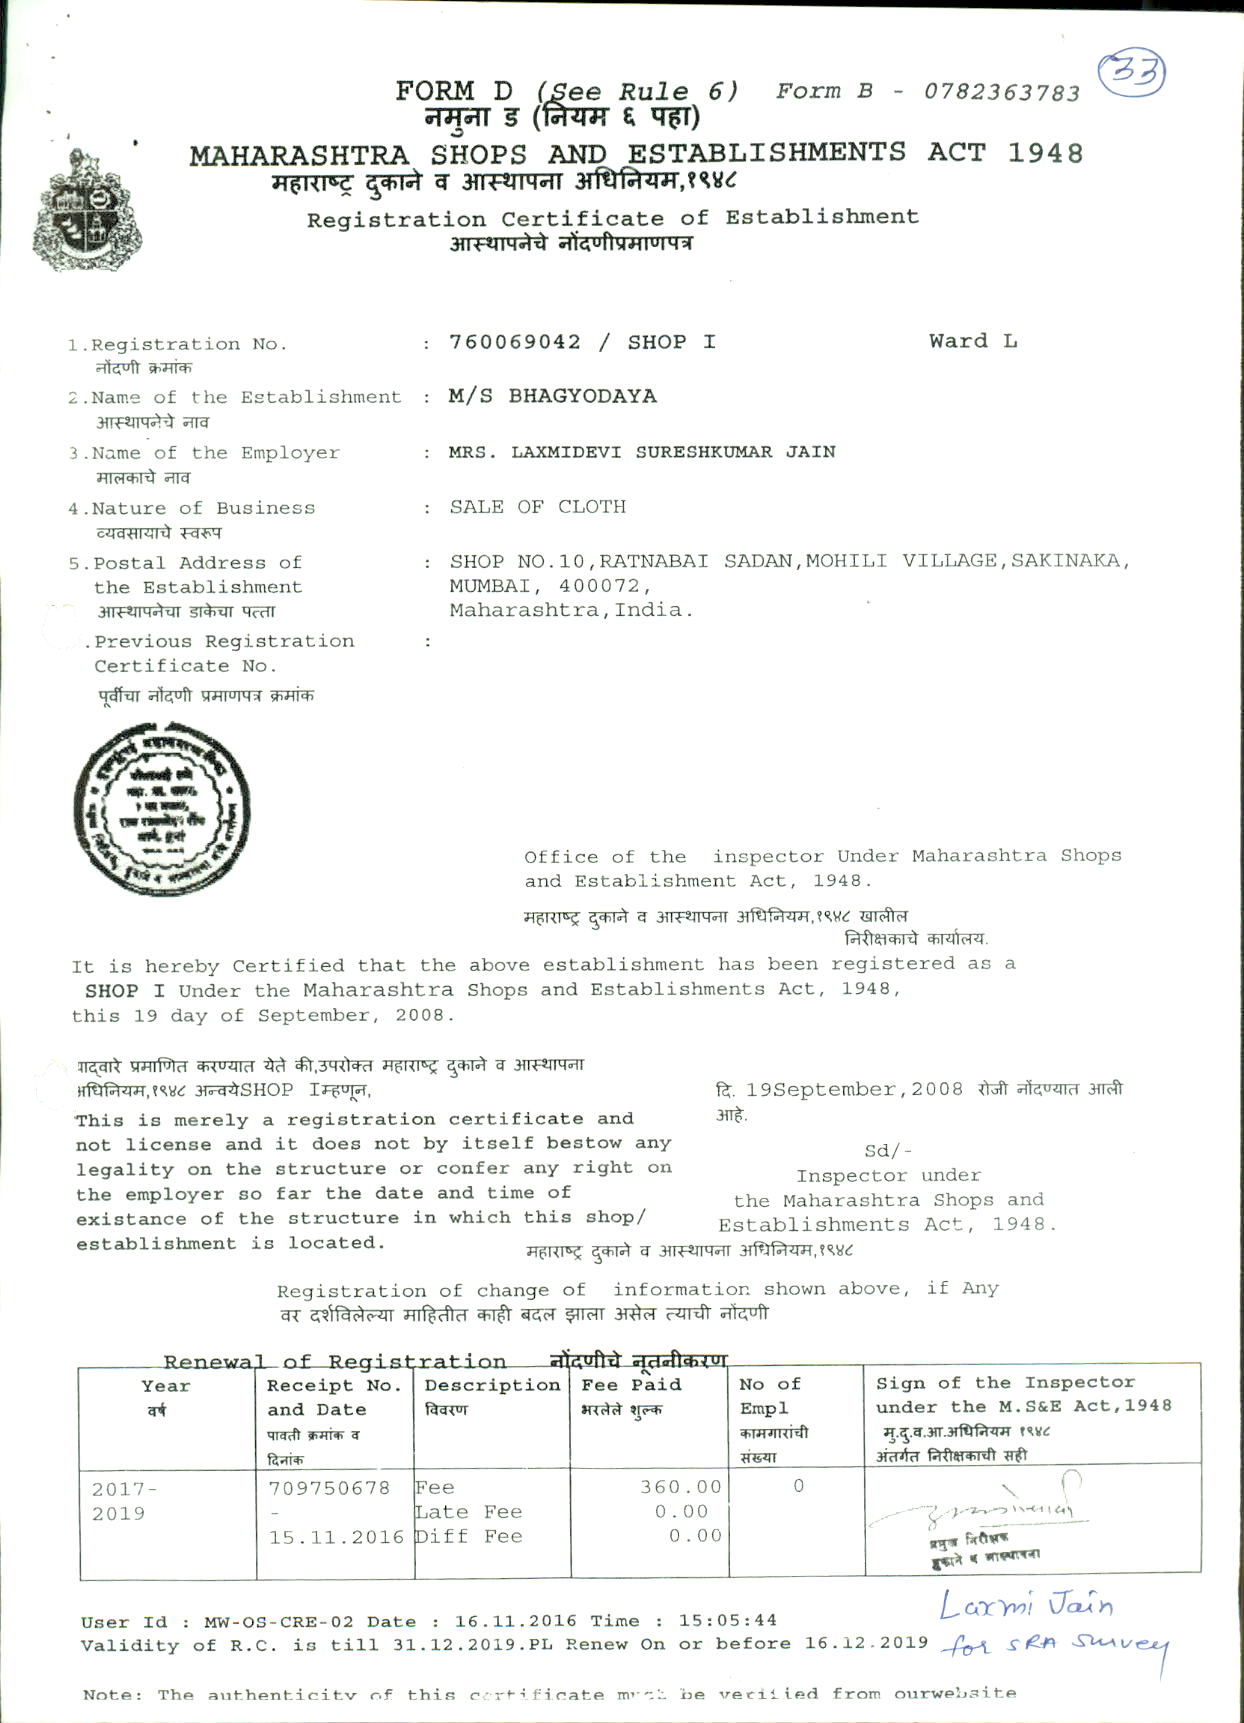 33
FORM D (See Rule 6) Form B - 0782363783
नमुना ड (नियम ६ पहा)
MAHARASHTRA SHOPS AND ESTABLISHMENTS ACT 1948
महाराष्ट्र दुकाने व आस्थापना अधिनियम,१९४८
Registration Certificate of Establishment
आस्थापनेचे नोंदणीप्रमाणपत्र
1.Registration No. : 760069042 / SHOP I Ward L
नोंदणी क्रमांक
2.Name of the Establishment : M/S BHAGYODAYA
आस्थापनेचे नाव
3.Name of the Employer : MRS. LAXMIDEVI SURESHKUMAR JAIN
मालकाचे नाव
4.Nature of Business : SALE OF CLOTH
व्यवसायाचे स्वरूप
5.Postal Address of : SHOP NO.10,RATNABAI SADAN,MOHILI VILLAGE,SAKINAKA,
the Establishment MUMBAI, 400072,
आस्थापनेचा डाकेचा पत्ता Maharashtra,India.
.Previous Registration :
Certificate No.
पूर्वीचा नोंदणी प्रमाणपत्र क्रमांक
Office of the inspector Under Maharashtra Shops
and Establishment Act, 1948.
महाराष्ट्र दुकाने व आस्थापना अधिनियम,१९४८ खालील
निरीक्षकाचे कार्यालय.
It is hereby Certified that the above establishment has been registered as a
SHOP I Under the Maharashtra Shops and Establishments Act, 1948,
this 19 day of September, 2008.
याद्वारे प्रमाणित करण्यात येते की,उपरोक्त महाराष्ट्र दुकाने व आस्थापना
अधिनियम,१९४८ अन्वयेSHOP Iम्हणून, दि. 19September,2008 रोजी नोंदण्यात आली
आहे.
This is merely a registration certificate and
not license and it does not by itself bestow any
legality on the structure or confer any right on
the employer so far the date and time of
existance of the structure in which this shop/
establishment is located.
Sd/-
Inspector under
the Maharashtra Shops and
Establishments Act, 1948.
महाराष्ट्र दुकाने व आस्थापना अधिनियम,१९४८
Registration of change of information shown above, if Any
वर दर्शविलेल्या माहितीत काही बदल झाला असेल त्याची नोंदणी
Renewal of Registration नोंदणीचे नूतनीकरण
Year Receipt No. Description Fee Paid No of Sign of the Inspector
वर्ष and Date विवरण भरलेले शुल्क Empl under the M.S&E Act,1948
पावती क्रमांक व कामगारांची मु.दु.व.आ.अधिनियम १९४८
दिनांक संख्या अंतर्गत निरीक्षकाची सही
2017- 709750678 Fee 360.00 0
2019 - Late Fee 0.00
15.11.2016 Diff Fee 0.00
प्रमुख निरीक्षक
दुकाने व आस्थापना
User Id : MW-OS-CRE-02 Date : 16.11.2016 Time : 15:05:44
Validity of R.C. is till 31.12.2019.PL Renew On or before 16.12.2019
Laxmi Jain
for SRA Survey
Note: The authenticity of this certificate must be verified from ourwebsite